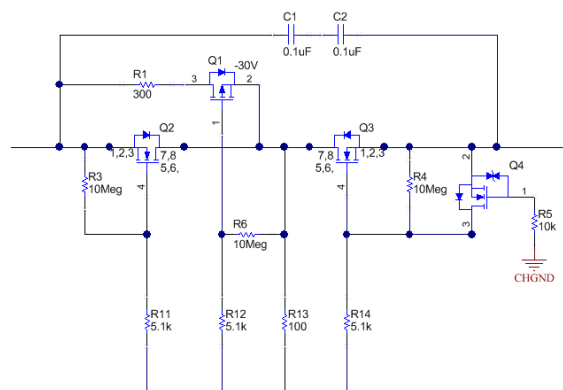 C1 C2
0.1uF 0.1uF
Q1 -30V
R1 3 2
300
1
Q2 Q3
1,2,3 7,8 7,8 1,2,3
5,6, 5,6,
2 Q4
R3 4 4 R4 1
10Meg 10Meg
R5
10k
3
R6
10Meg
CHGND
R11 R12 R13 R14
5.1k 5.1k 100 5.1k